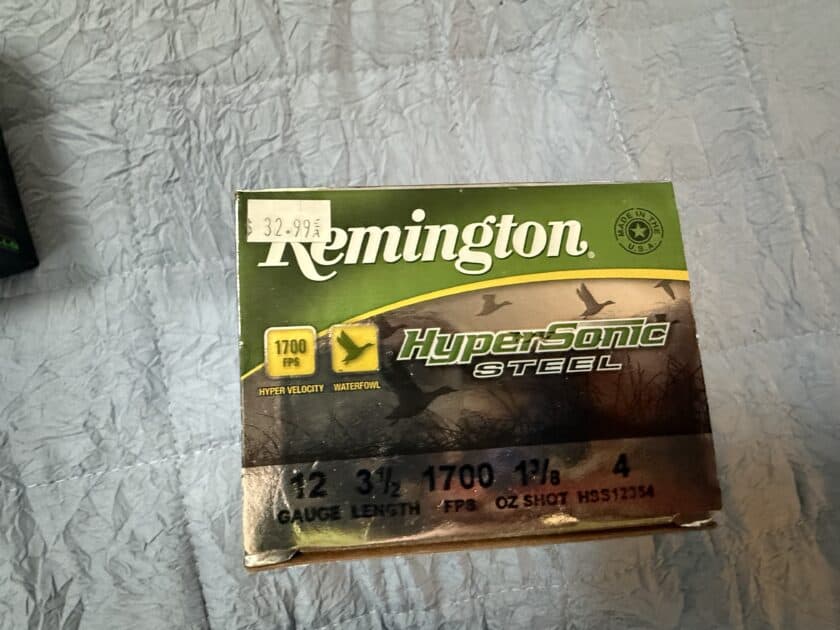 $ 32.99 EA
Remington.
MADE IN THE U.S.A.
1700
FPS
HYPER VELOCITY
WATERFOWL
HyperSonic
STEEL
12 3½ 1700 1³/₈ 4
GAUGE LENGTH FPS OZ SHOT HSS12354